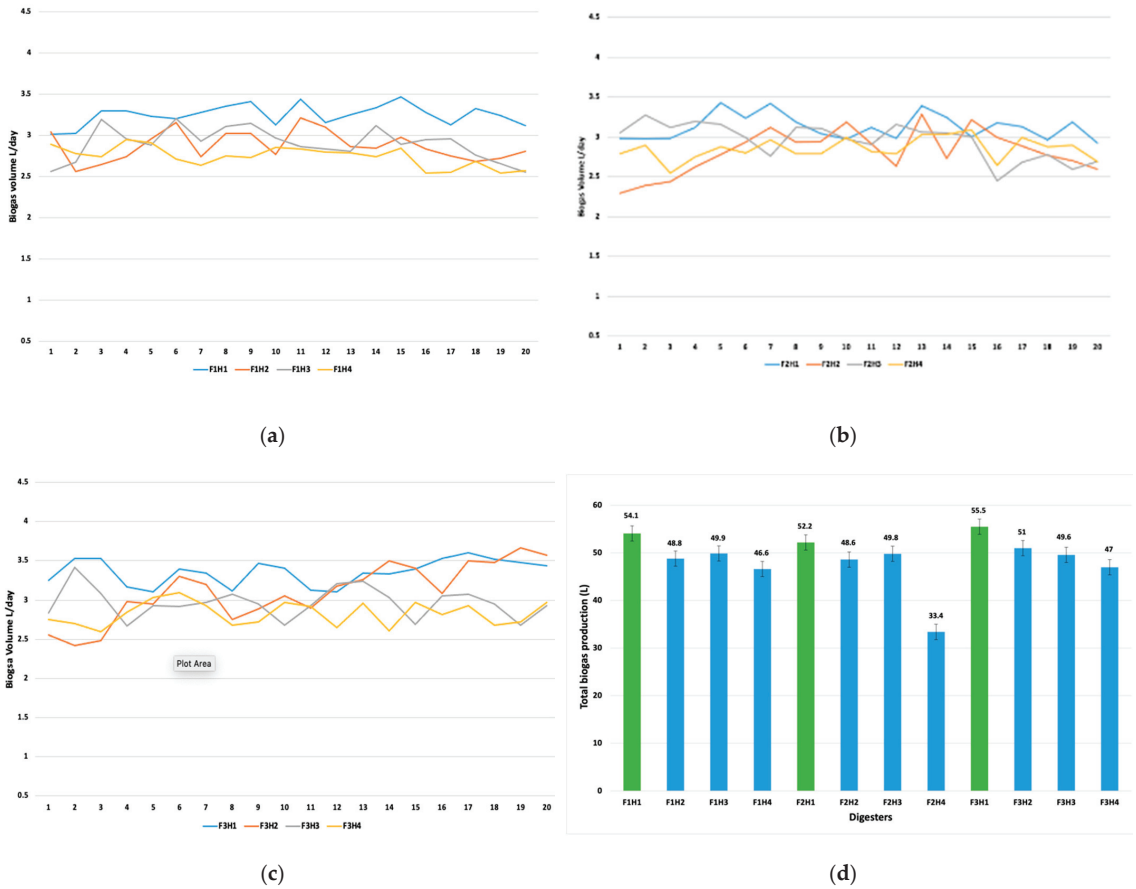 4.5
4
3.5
3
2.5
2
1.5
1
0.5
Biogas volume L/day
1 2 3 4 5 6 7 8 9 10 11 12 13 14 15 16 17 18 19 20
F1H1 F1H2 F1H3 F1H4
(a)
4.5
4
3.5
3
2.5
2
1.5
1
0.5
Biogas Volume L/day
1 2 3 4 5 6 7 8 9 10 11 12 13 14 15 16 17 18 19 20
F2H1 F2H2 F2H3 F2H4
(b)
4.5
4
3.5
3
2.5
2
1.5
1
0.5
Biogsa Volume L/day
Plot Area
1 2 3 4 5 6 7 8 9 10 11 12 13 14 15 16 17 18 19 20
F3H1 F3H2 F3H3 F3H4
(c)
60
50
40
30
20
10
0
Total biogas production (L)
54.1 48.8 49.9 46.6 52.2 48.6 49.8 33.4 55.5 51 49.6 47
F1H1 F1H2 F1H3 F1H4 F2H1 F2H2 F2H3 F2H4 F3H1 F3H2 F3H3 F3H4
Digesters
(d)